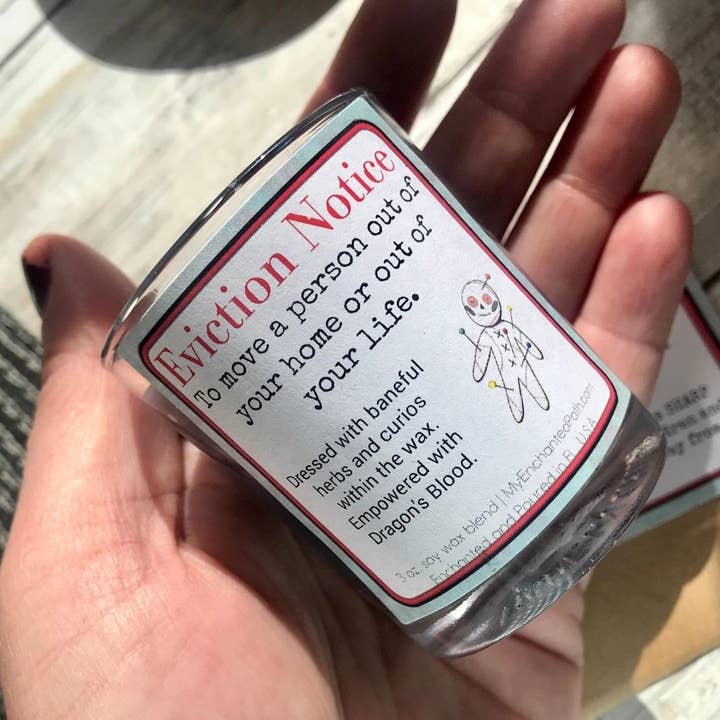 Eviction Notice
To move a person out of
your home or out of
your life.
Dressed with baneful
herbs and curios
within the wax.
Empowered with
Dragon's Blood.
3 oz. soy wax blend | MyEnchantedPath.com
Enchanted and Poured in FL, USA
SHARP